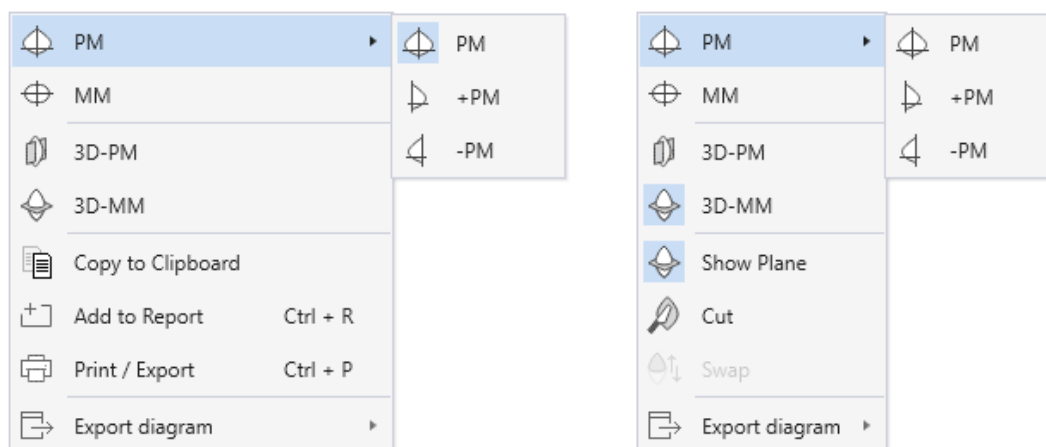 PM
MM
3D-PM
3D-MM
Copy to Clipboard
Add to Report Ctrl + R
Print / Export Ctrl + P
Export diagram
PM
+PM
-PM
PM
MM
3D-PM
3D-MM
Show Plane
Cut
Swap
Export diagram
PM
+PM
-PM